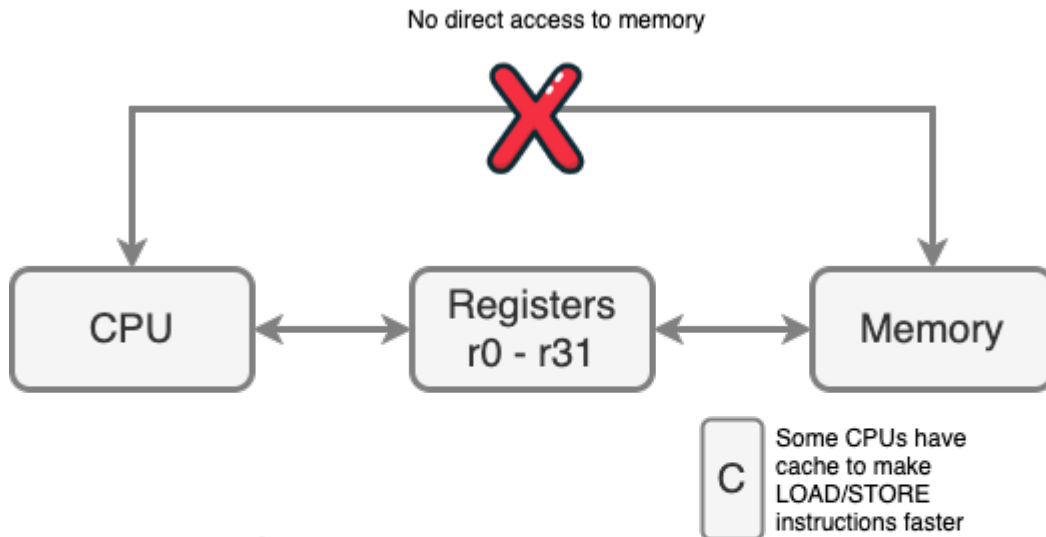 No direct access to memory
CPU
Registers
r0 - r31
Memory
C
Some CPUs have
cache to make
LOAD/STORE
instructions faster